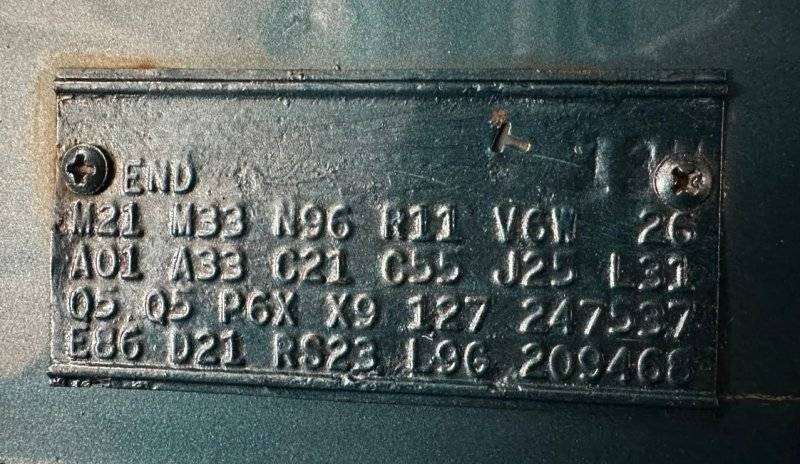 END
M21 M33 N96 R11 V6W 26
A01 A33 C21 C55 J25 L31
Q5 Q5 P6X X9 127 247537
E86 D21 RS23 L9G 209468